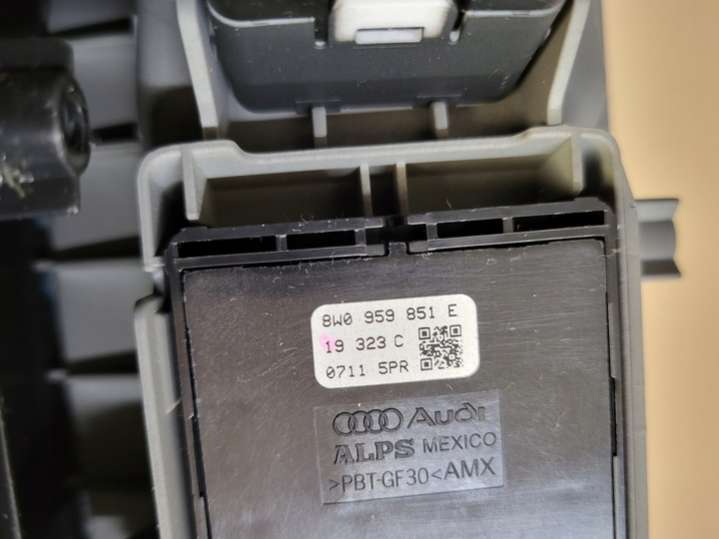 8W0 959 851 E
19 323 C
0711 5PR
Audi
ALPS MEXICO
>PBT-GF30<AMX